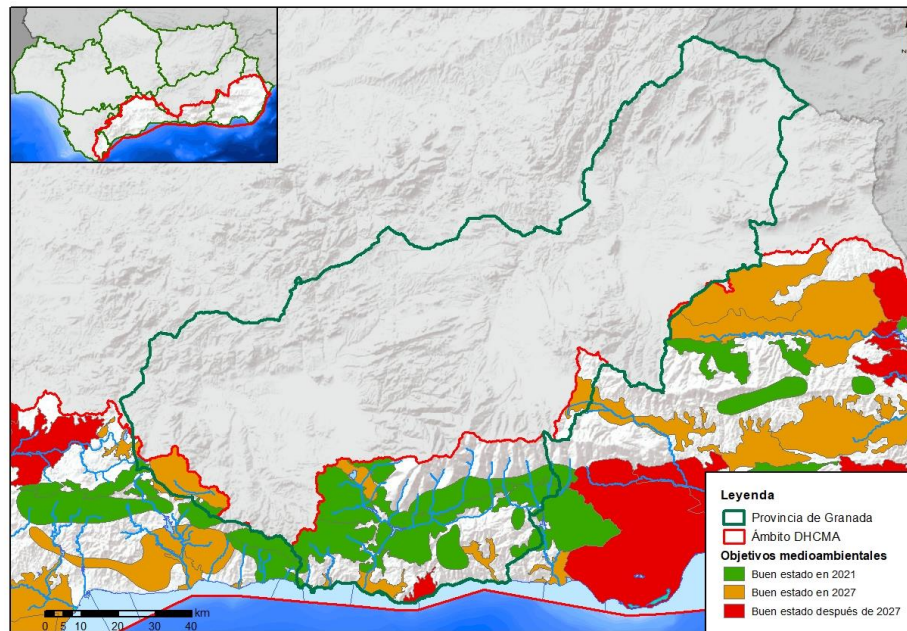 Leyenda
Provincia de Granada
Ámbito DHCMA
Objetivos medioambientales
Buen estado en 2021
Buen estado en 2027
Buen estado después de 2027
km
0 5 10 20 30 40